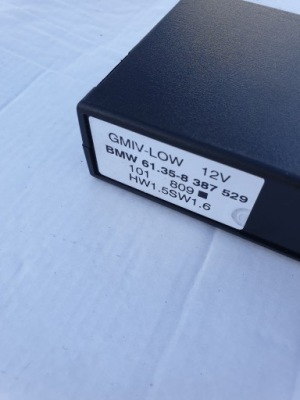 GMIV-LOW 12V
BMW 61.35-8 387 529
101 809■
HW1.5SW1.6